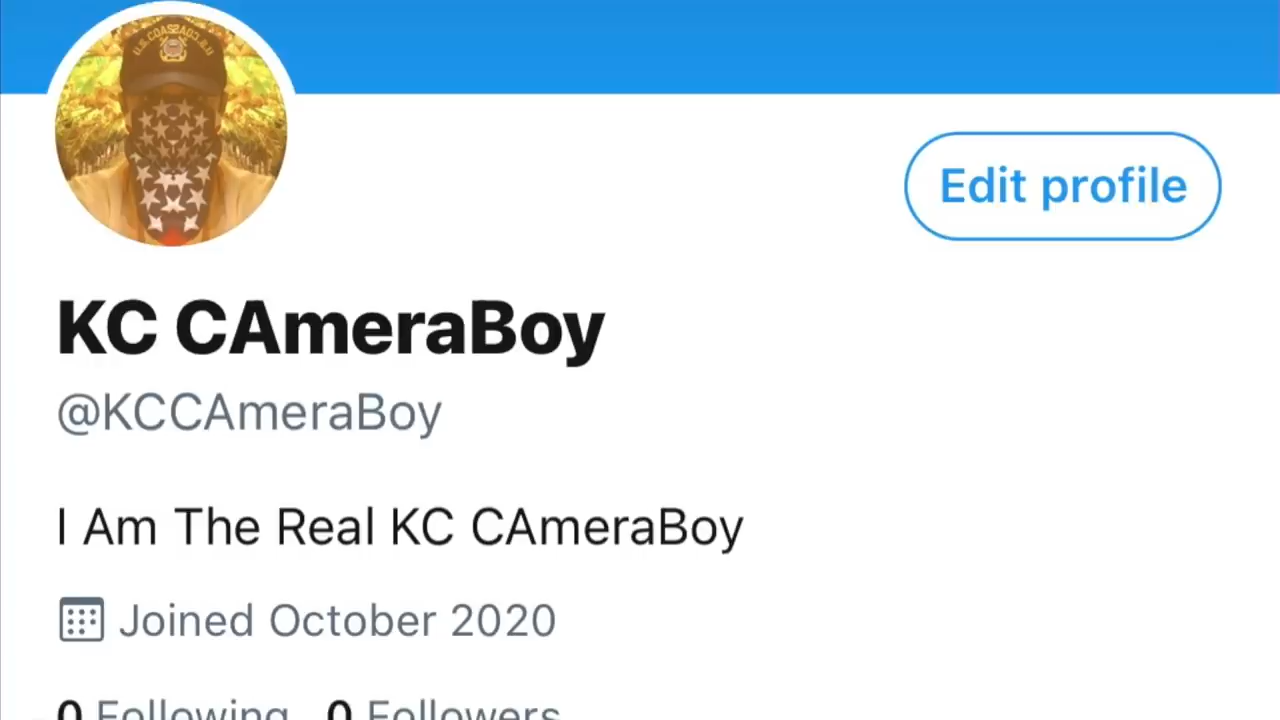 Edit profile
KC CAmeraBoy
@KCCAmeraBoy
I Am The Real KC CAmeraBoy
Joined October 2020
0 Following 0 Followers